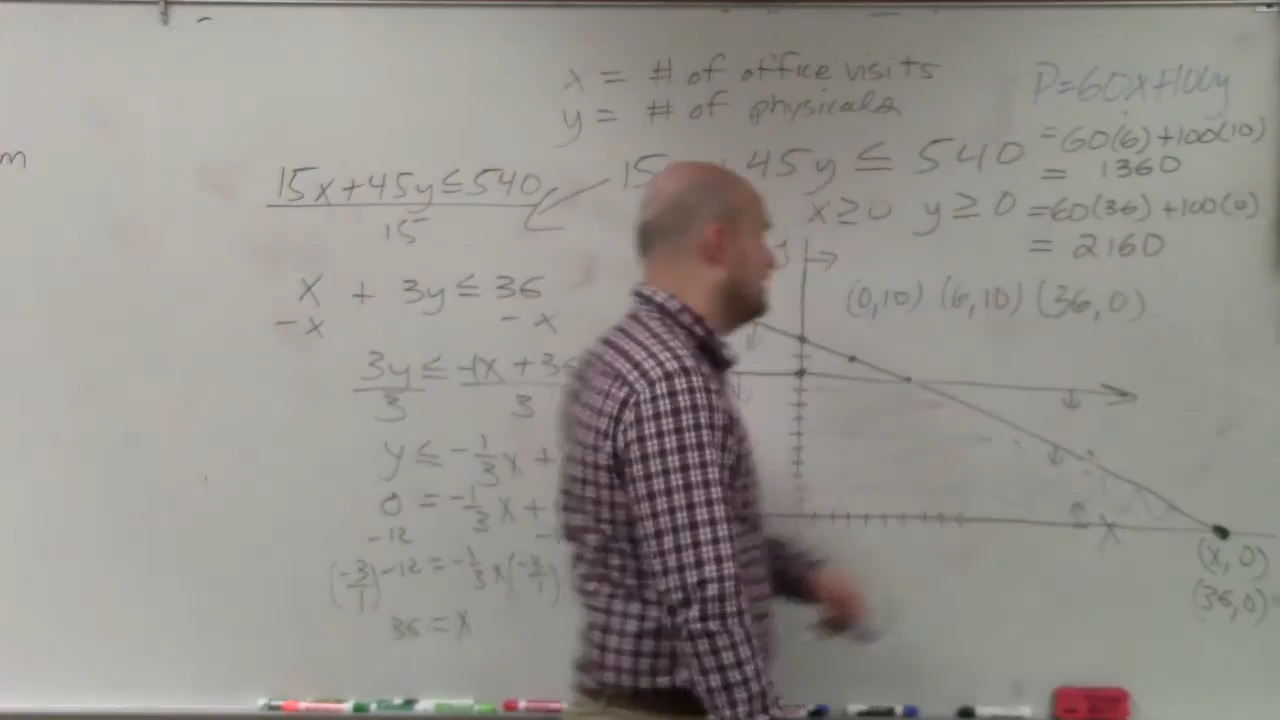 x = # of office visits
y = # of physicals
15 45y ≤ 540
x ≥ 0 y ≥ 0
P=60x+100y
=60(6)+100(10)
= 1360
=60(36)+100(0)
= 2160
m
15x+45y≤540
15
x + 3y ≤ 36
-x -x
3y ≤ -1x + 36
3 3
y ≤ -1/3x +
0 = -1/3x +
-12
(-3/1) -12 = -1/3x(-3/1)
36 = x
(0,10) (6,10) (36,0)
x
(x,0)
(36,0)